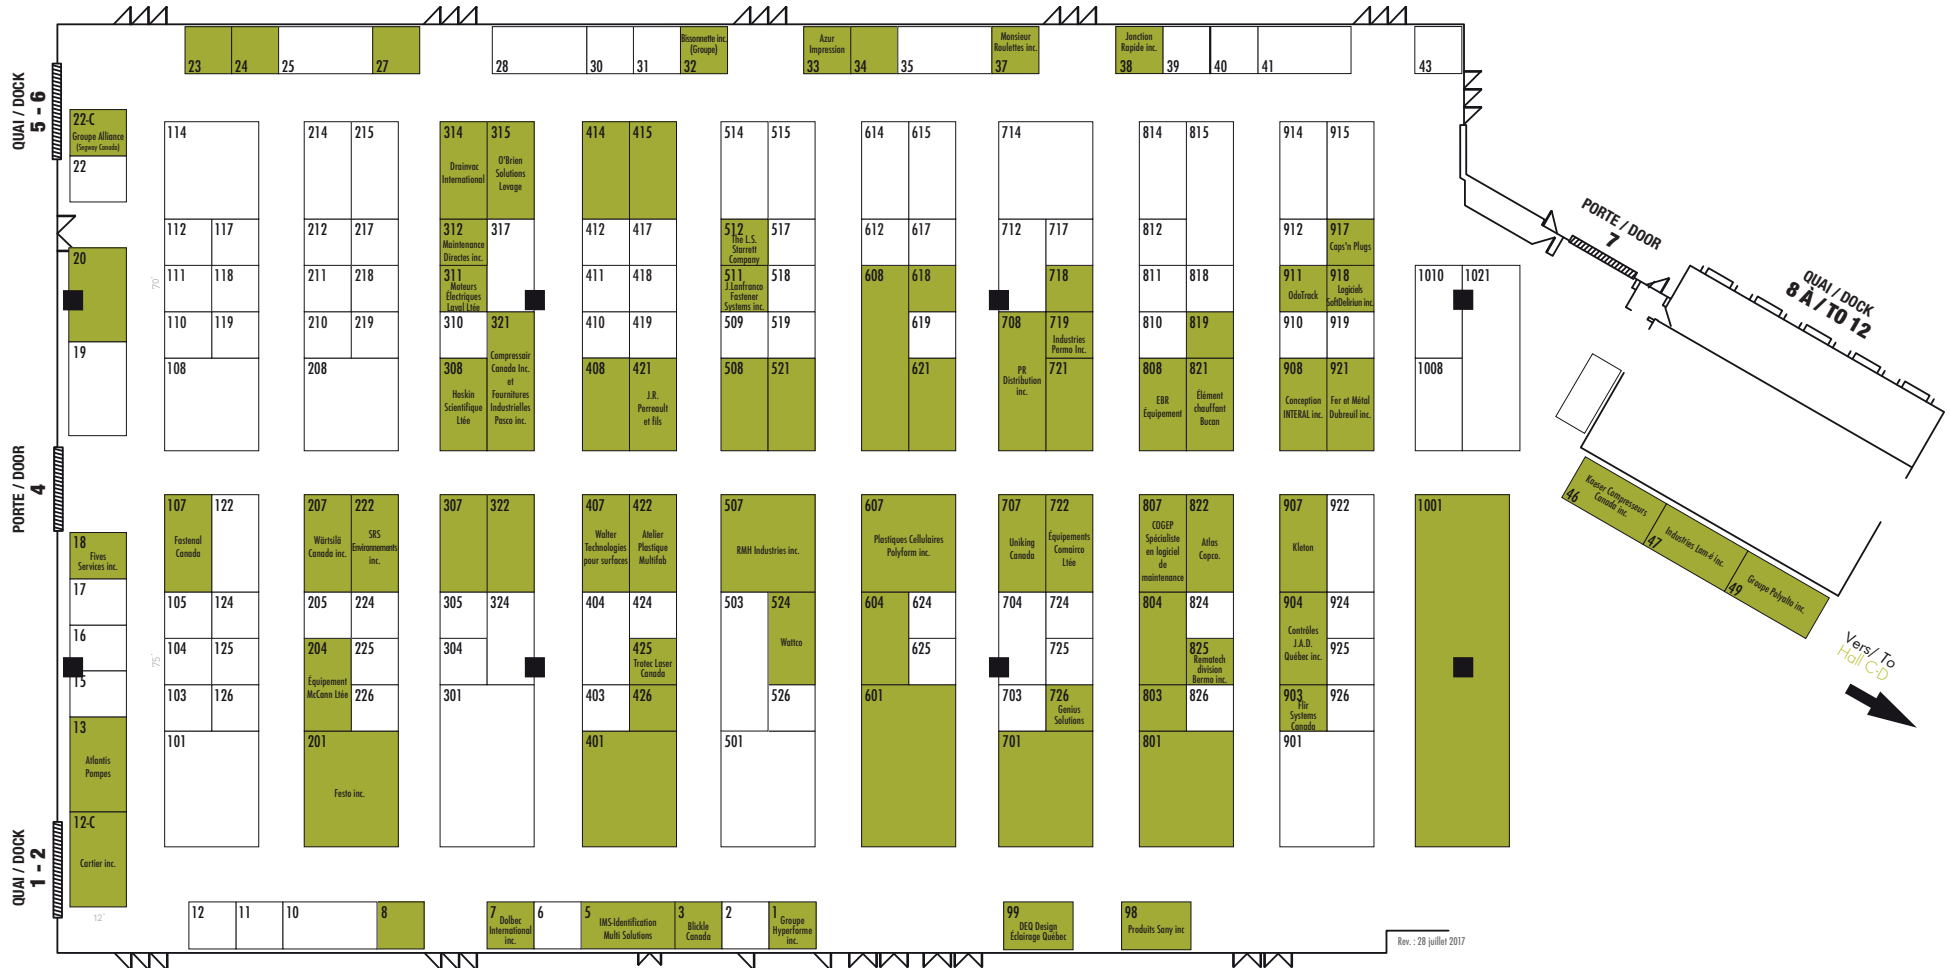 23
24
25
27
28
30
31
Bissonnette inc.
(Groupe)
32
Azur
Impression
33
34
35
Monsieur
Roulettes inc.
37
Jonction
Rapide inc.
38
39
40
41
43
QUAI / DOCK
5 - 6
22-C
Groupe Alliance
(Segway Canada)
22
20
19
PORTE / DOOR
4
18
Fives
Services inc.
17
16
15
13
Atlantis
Pompes
12-C
Cartier inc.
12'
QUAI / DOCK
1 - 2
70'
75'
114
112
117
111
118
110
119
108
107
Fastenal
Canada
122
105
124
104
125
103
126
101
214
215
212
217
211
218
210
219
208
207
Wärtsilä
Canada inc.
222
SRS
Environnements
inc.
205
224
204
Équipement
McCann Ltée
225
226
201
Festo inc.
314
Drainvac
International
315
O'Brien
Solutions
Levage
312
Maintenance
Directes inc.
317
311
Moteurs
Électriques
Laval Ltée
310
321
Compressair
Canada Inc.
et
Fournitures
Industrielles
Pasco inc.
308
Hoskin
Scientifique
Ltée
307
322
305
324
304
301
414
415
412
417
411
418
410
419
408
421
J.R.
Perreault
et fils
407
Walter
Technologies
pour surfaces
422
Atelier
Plastique
Multifab
404
424
425
Trotec Laser
Canada
403
426
401
514
515
512
The L.S.
Starrett
Company
517
511
J.Lanfranco
Fastener
Systems inc.
518
509
519
508
521
507
RMH Industries inc.
503
524
Wattco
526
501
614
615
612
617
608
618
619
621
607
Plastiques Cellulaires
Polyform inc.
604
624
625
601
714
712
717
718
708
PR
Distribution
inc.
719
Industries
Permo Inc.
721
707
Uniking
Canada
722
Équipements
Comairco
Ltée
704
724
725
703
726
Genius
Solutions
701
814
815
812
811
818
810
819
808
EBR
Équipement
821
Élément
chauffant
Bucan
807
COGEP
Spécialiste
en logiciel
de
maintenance
822
Atlas
Copco.
804
824
825
Rematech
division
Bermo inc.
803
826
801
914
915
912
917
Caps'n Plugs
911
OdoTrack
918
Logiciels
SoftDelirium inc.
910
919
908
Conception
INTERAL inc.
921
Fer et Métal
Dubreuil inc.
907
Kleton
922
904
Contrôles
J.A.D.
Québec inc.
924
925
903
Flir
Systems
Canada
926
901
1010
1021
1008
1001
PORTE / DOOR
7
QUAI / DOCK
8 À / TO 12
46
Kaeser Compresseurs
Canada inc.
47
Industries Lam-é inc.
49
Groupe Polyalto inc.
Vers/ To
Hall C-D
12
11
10
8
7
Dolbec
International
inc.
6
5
IMS-Identification
Multi Solutions
3
Blickle
Canada
2
1
Groupe
Hyperforme
inc.
99
DEQ Design
Éclairage Québec
98
Produits Sany inc
Rev. : 28 juillet 2017